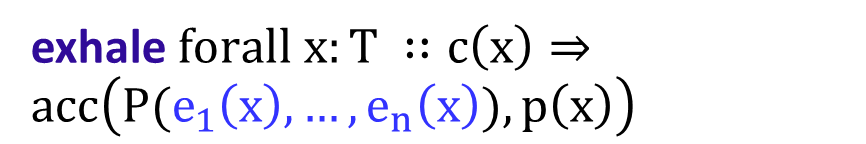 exhale forall x: T :: c(x) ⇒
acc(P(e₁(x), … , eₙ(x)), p(x))